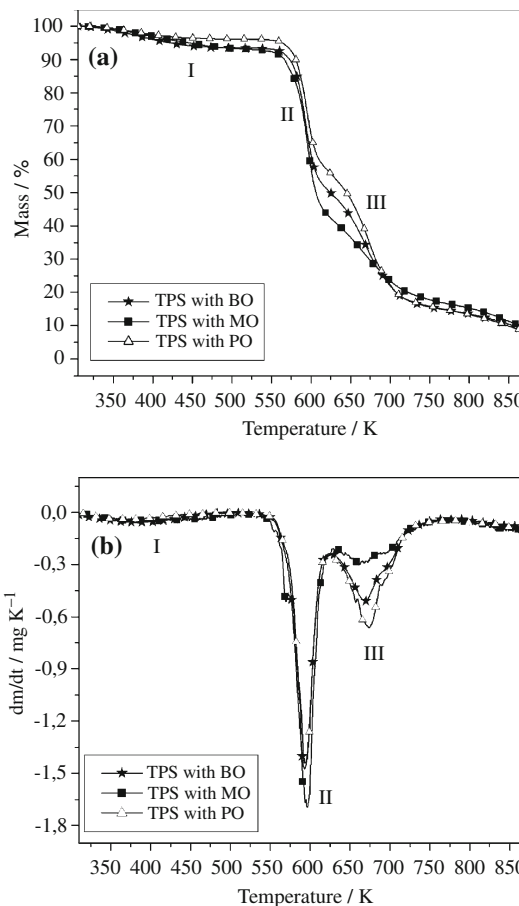 100
90
80
70
60
50
40
30
20
10
0
Mass / %
(a)
I
II
III
TPS with BO
TPS with MO
TPS with PO
350 400 450 500 550 600 650 700 750 800 850
Temperature / K
0,0
-0,3
-0,6
-0,9
-1,2
-1,5
-1,8
dm/dt / mg K⁻¹
(b)
I
III
II
TPS with BO
TPS with MO
TPS with PO
350 400 450 500 550 600 650 700 750 800 850
Temperature / K